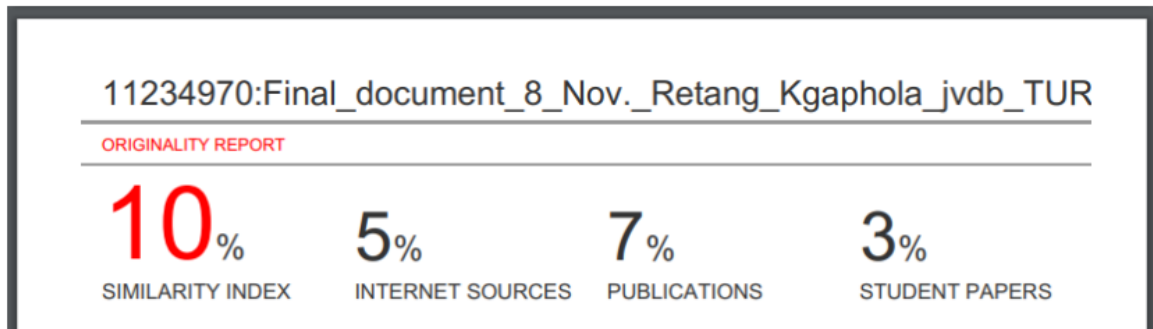 11234970:Final_document_8_Nov._Retang_Kgaphola_jvdb_TUR
ORIGINALITY REPORT
10% 5% 7% 3%
SIMILARITY INDEX INTERNET SOURCES PUBLICATIONS STUDENT PAPERS